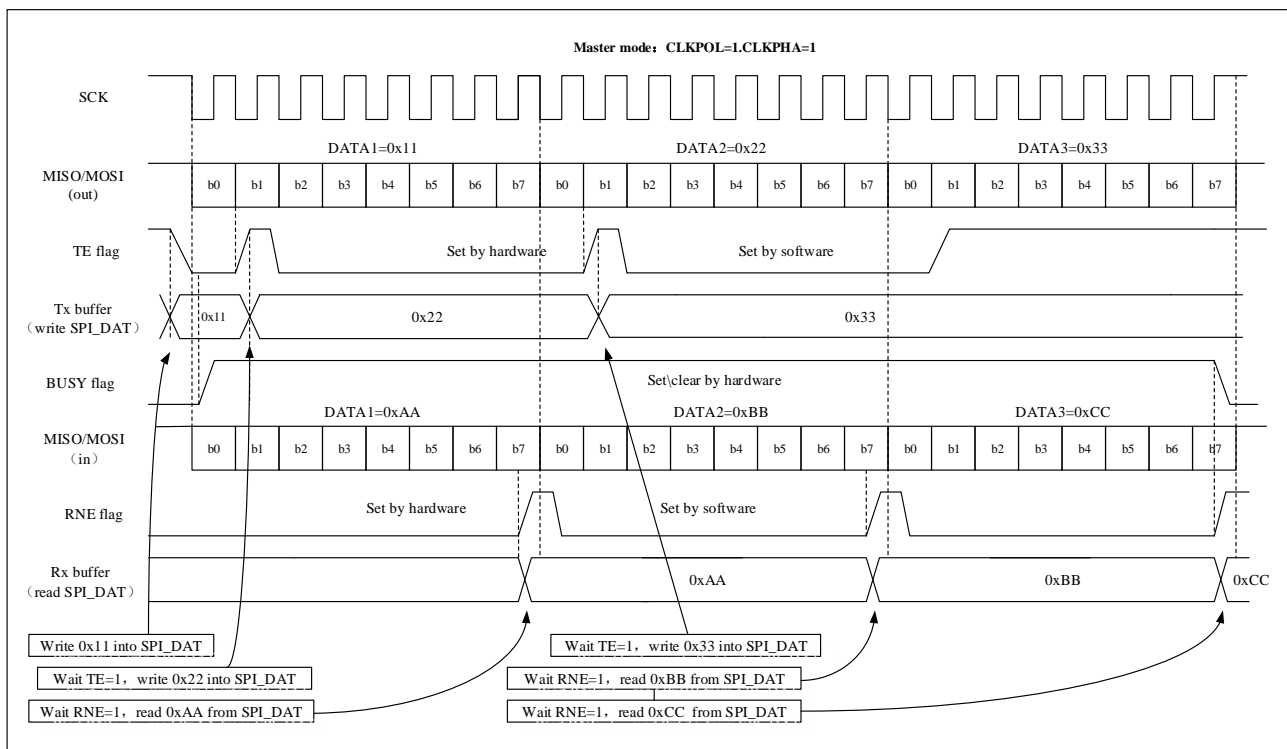 Master mode：CLKPOL=1.CLKPHA=1
SCK
DATA1=0x11 DATA2=0x22 DATA3=0x33
MISO/MOSI
(out)
b0 b1 b2 b3 b4 b5 b6 b7 b0 b1 b2 b3 b4 b5 b6 b7 b0 b1 b2 b3 b4 b5 b6 b7
TE flag
Set by hardware Set by software
Tx buffer
（write SPI_DAT）
0x11 0x22 0x33
BUSY flag
Set\clear by hardware
DATA1=0xAA DATA2=0xBB DATA3=0xCC
MISO/MOSI
（in）
b0 b1 b2 b3 b4 b5 b6 b7 b0 b1 b2 b3 b4 b5 b6 b7 b0 b1 b2 b3 b4 b5 b6 b7
RNE flag
Set by hardware Set by software
Rx buffer
（read SPI_DAT）
0xAA 0xBB 0xCC
Write 0x11 into SPI_DAT
Wait TE=1，write 0x33 into SPI_DAT
Wait TE=1，write 0x22 into SPI_DAT
Wait RNE=1，read 0xBB from SPI_DAT
Wait RNE=1，read 0xAA from SPI_DAT
Wait RNE=1，read 0xCC from SPI_DAT